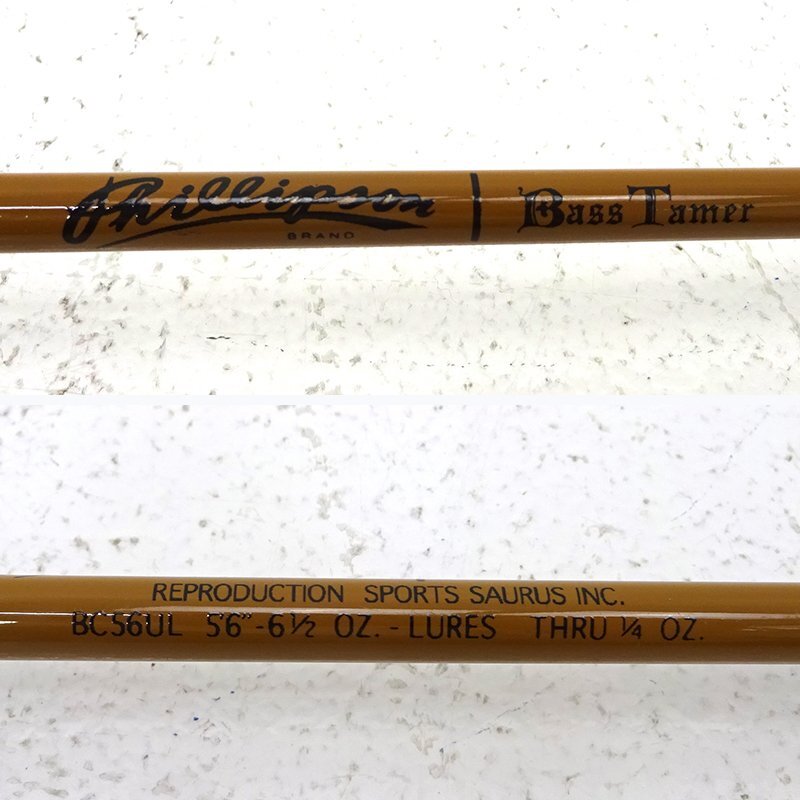 Phillipson | Bass Tamer
BRAND
REPRODUCTION SPORTS SAURUS INC.
BC56UL 5'6"-6½ OZ.-LURES THRU ¼ OZ.